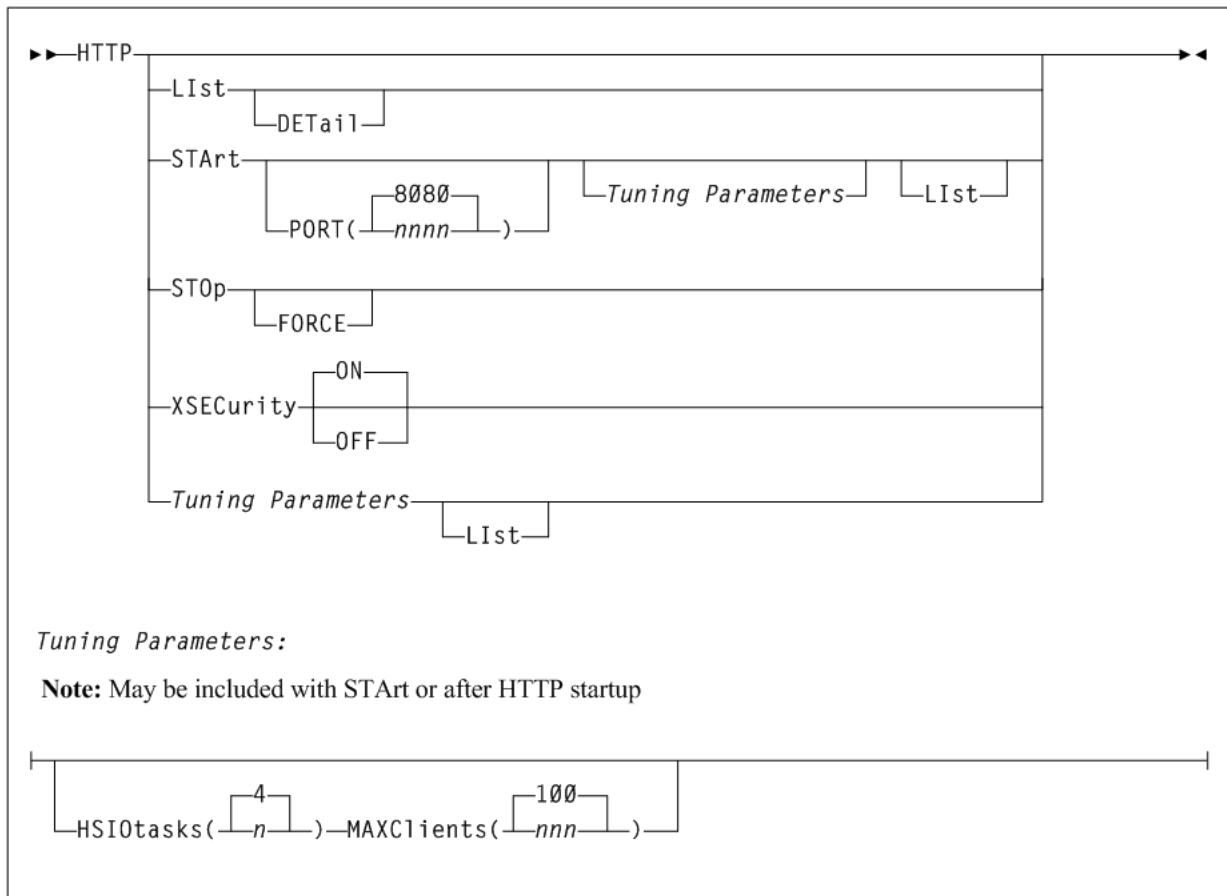 HTTP
LIst
DETail
STArt
Tuning Parameters
LIst
8080
PORT( nnnn )
STOp
FORCE
ON
XSECurity
OFF
Tuning Parameters
LIst
Tuning Parameters:
Note: May be included with STArt or after HTTP startup
4 100
HSIOtasks( n ) MAXClients( nnn )